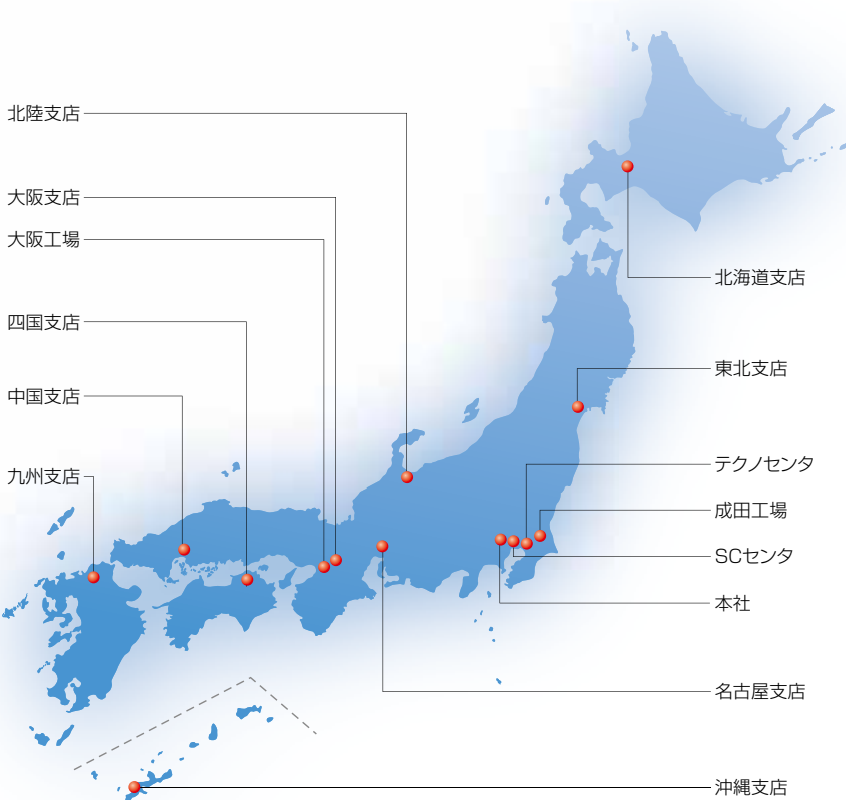 北陸支店
大阪支店
大阪工場
四国支店
中国支店
九州支店
北海道支店
東北支店
テクノセンタ
成田工場
SCセンタ
本社
名古屋支店
沖縄支店